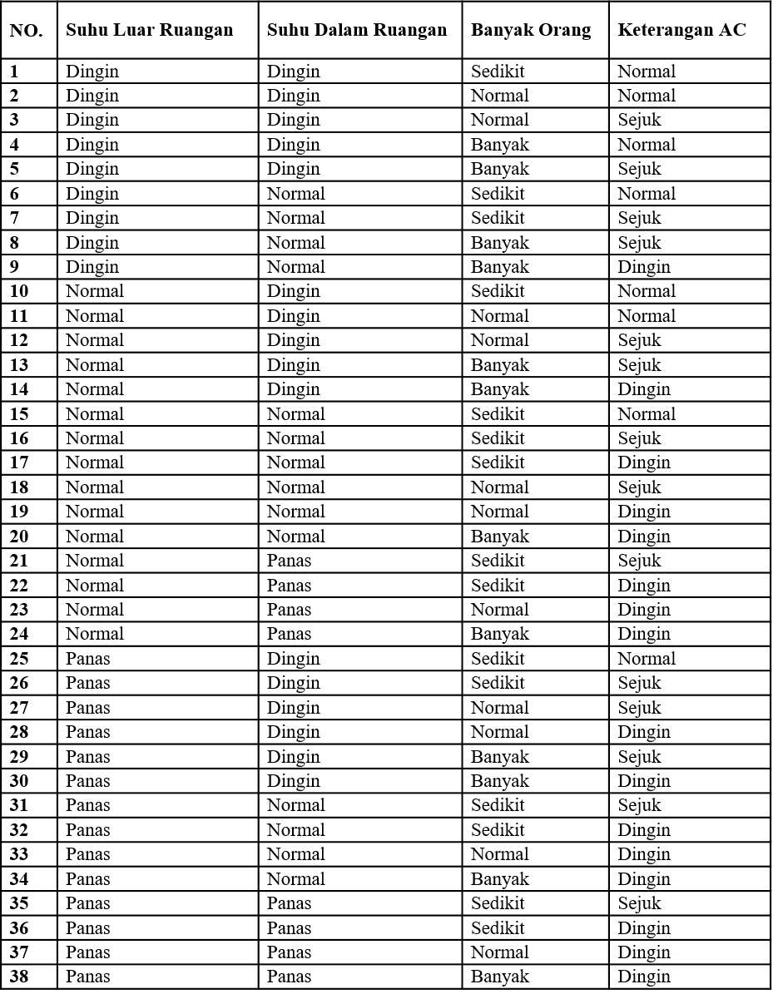 NO. Suhu Luar Ruangan Suhu Dalam Ruangan Banyak Orang Keterangan AC
1 Dingin Dingin Sedikit Normal
2 Dingin Dingin Normal Normal
3 Dingin Dingin Normal Sejuk
4 Dingin Dingin Banyak Normal
5 Dingin Dingin Banyak Sejuk
6 Dingin Normal Sedikit Normal
7 Dingin Normal Sedikit Sejuk
8 Dingin Normal Banyak Sejuk
9 Dingin Normal Banyak Dingin
10 Normal Dingin Sedikit Normal
11 Normal Dingin Normal Normal
12 Normal Dingin Normal Sejuk
13 Normal Dingin Banyak Sejuk
14 Normal Dingin Banyak Dingin
15 Normal Normal Sedikit Normal
16 Normal Normal Sedikit Sejuk
17 Normal Normal Sedikit Dingin
18 Normal Normal Normal Sejuk
19 Normal Normal Normal Dingin
20 Normal Normal Banyak Dingin
21 Normal Panas Sedikit Sejuk
22 Normal Panas Sedikit Dingin
23 Normal Panas Normal Dingin
24 Normal Panas Banyak Dingin
25 Panas Dingin Sedikit Normal
26 Panas Dingin Sedikit Sejuk
27 Panas Dingin Normal Sejuk
28 Panas Dingin Normal Dingin
29 Panas Dingin Banyak Sejuk
30 Panas Dingin Banyak Dingin
31 Panas Normal Sedikit Sejuk
32 Panas Normal Sedikit Dingin
33 Panas Normal Normal Dingin
34 Panas Normal Banyak Dingin
35 Panas Panas Sedikit Sejuk
36 Panas Panas Sedikit Dingin
37 Panas Panas Normal Dingin
38 Panas Panas Banyak Dingin